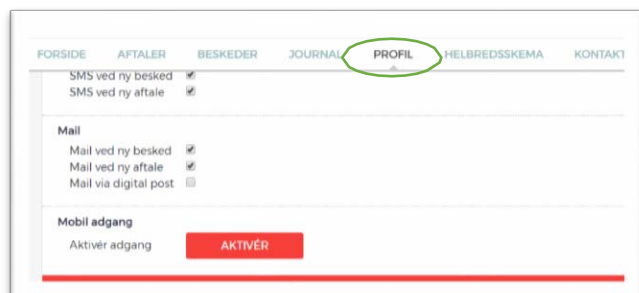 FORSIDE AFTALER BESKEDER JOURNAL PROFIL HELBREDSSKEMA KONTAKT
SMS ved ny besked
SMS ved ny aftale
Mail
Mail ved ny besked
Mail ved ny aftale
Mail via digital post
Mobil adgang
Aktivér adgang AKTIVÉR